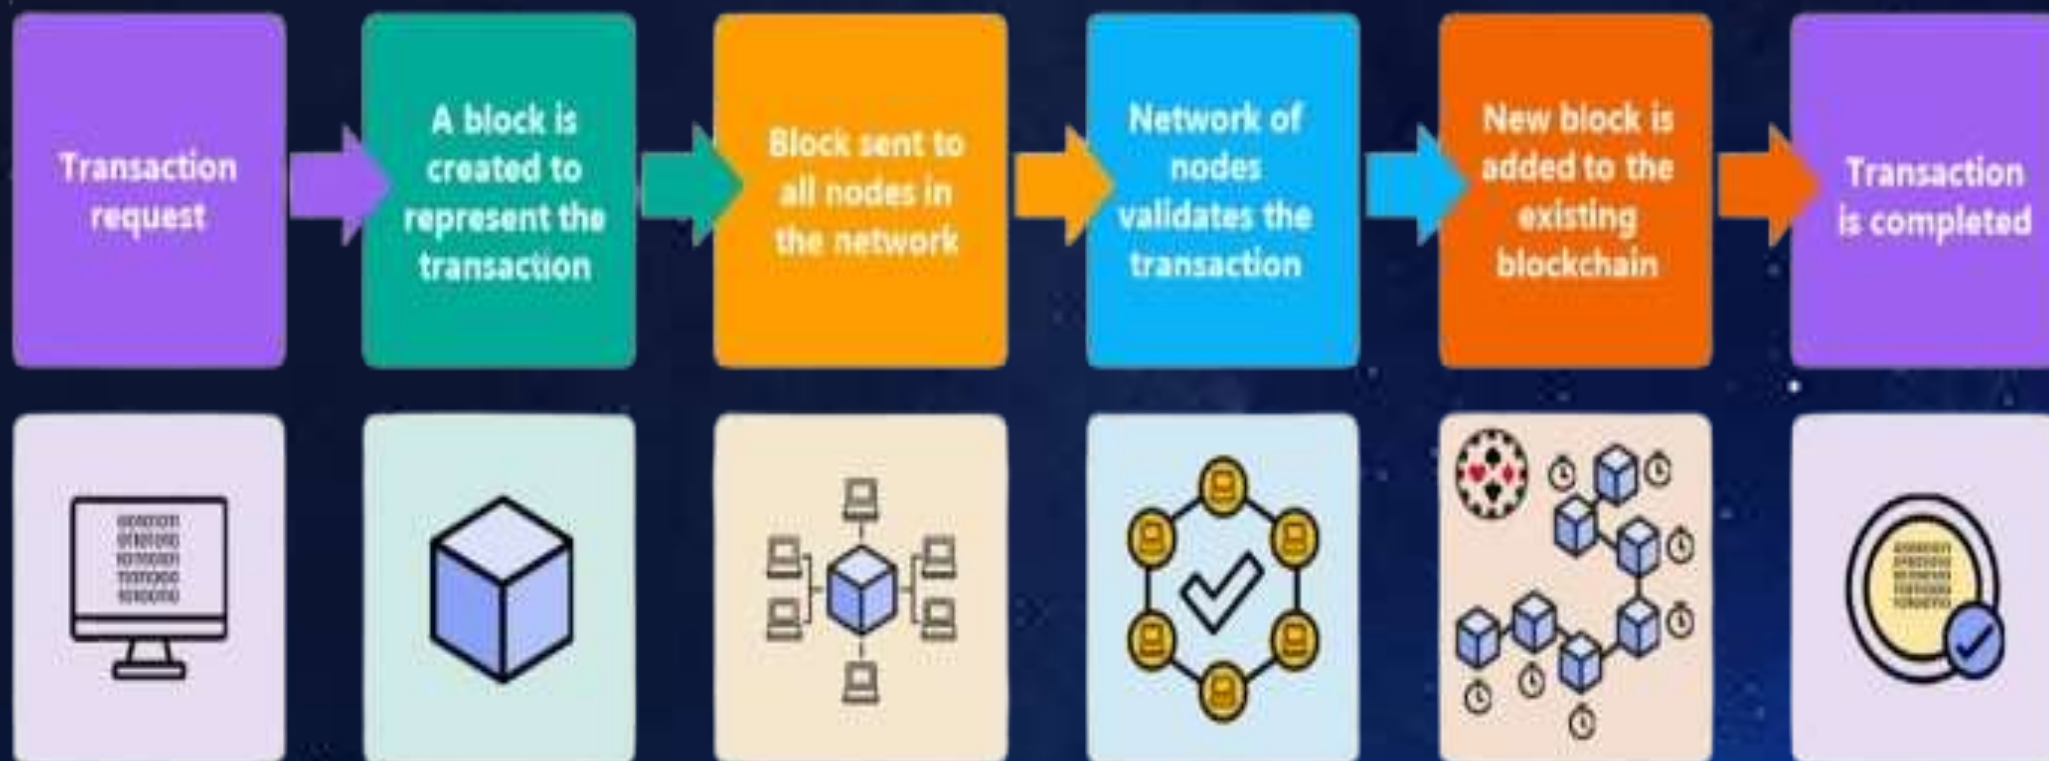 Transaction
request
A block is
created to
represent the
transaction
Block sent to
all nodes in
the network
Network of
nodes
validates the
transaction
New block is
added to the
existing
blockchain
Transaction
is completed